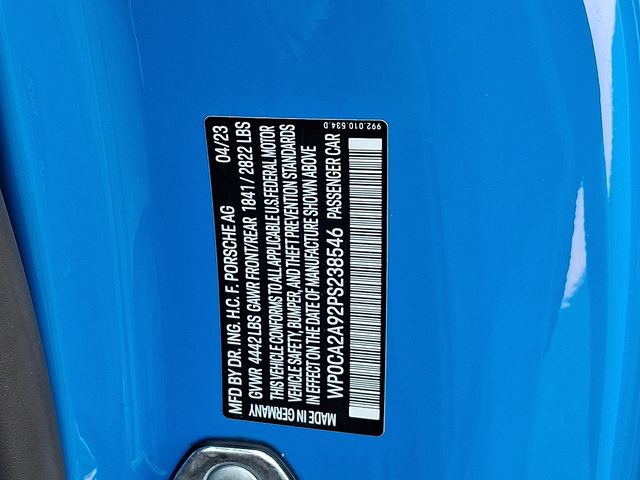 MFD BY DR. ING. H.C. F. PORSCHE AG 04/23
GVWR 4442 LBS GAWR FRONT/REAR 1841/2822 LBS
THIS VEHICLE CONFORMS TO ALL APPLICABLE U.S. FEDERAL MOTOR
VEHICLE SAFETY, BUMPER, AND THEFT PREVENTION STANDARDS
IN EFFECT ON THE DATE OF MANUFACTURE SHOWN ABOVE
WP0CA2A92PS238546 PASSENGER CAR
MADE IN GERMANY
992.010.534.D